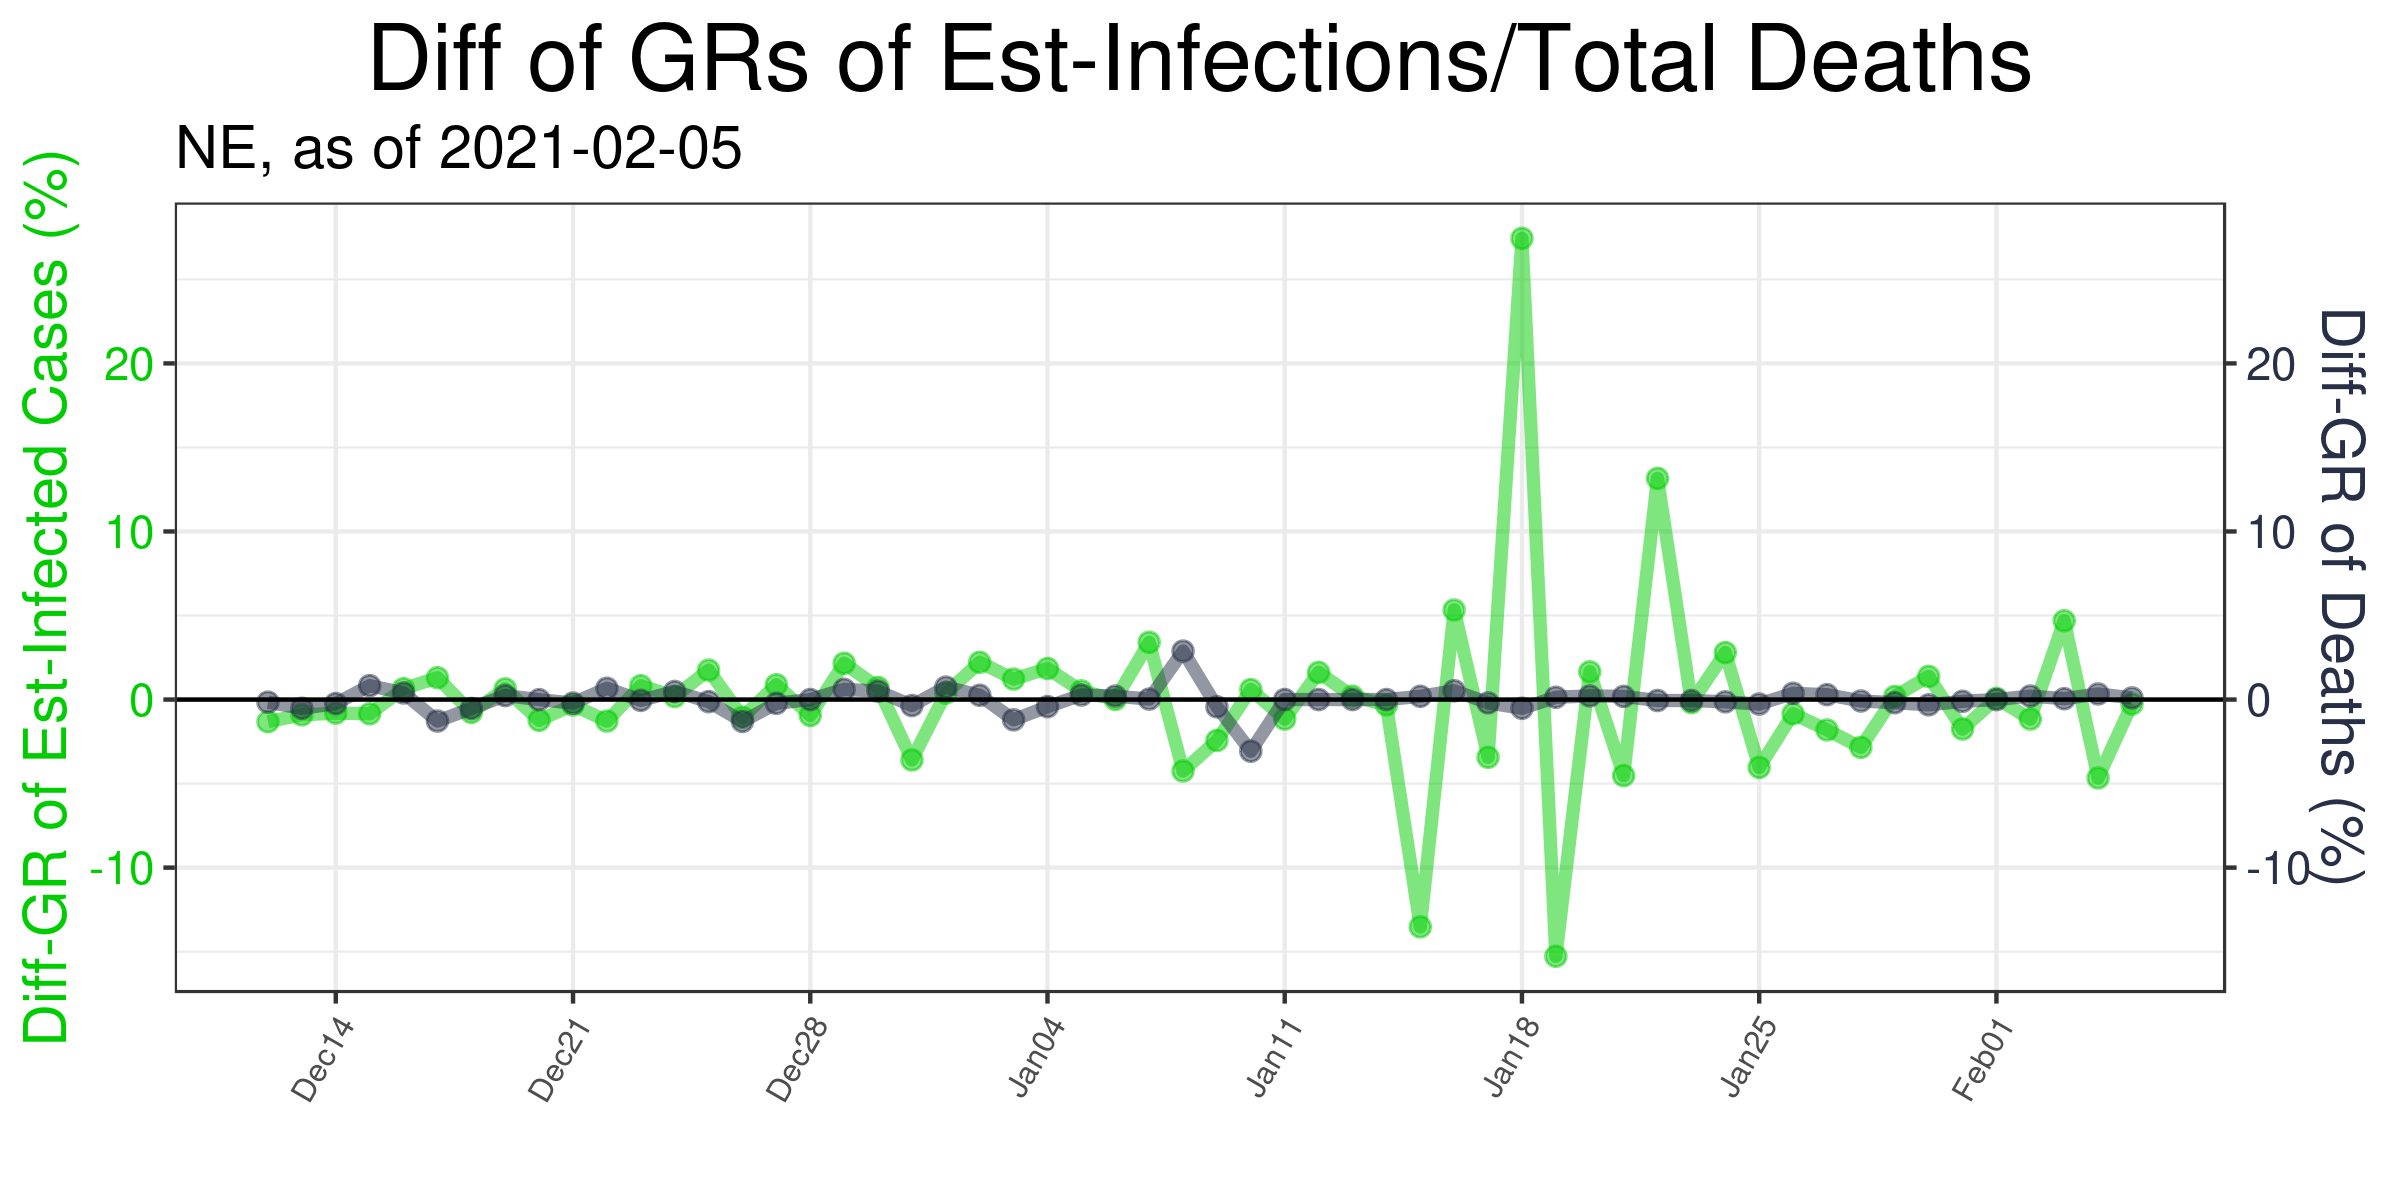 Diff of GRs of Est-Infections/Total Deaths
NE, as of 2021-02-05
Diff-GR of Est-Infected Cases (%)
20
10
0
-10
20
10
0
-10
Diff-GR of Deaths (%)
Dec14
Dec21
Dec28
Jan04
Jan11
Jan18
Jan25
Feb01